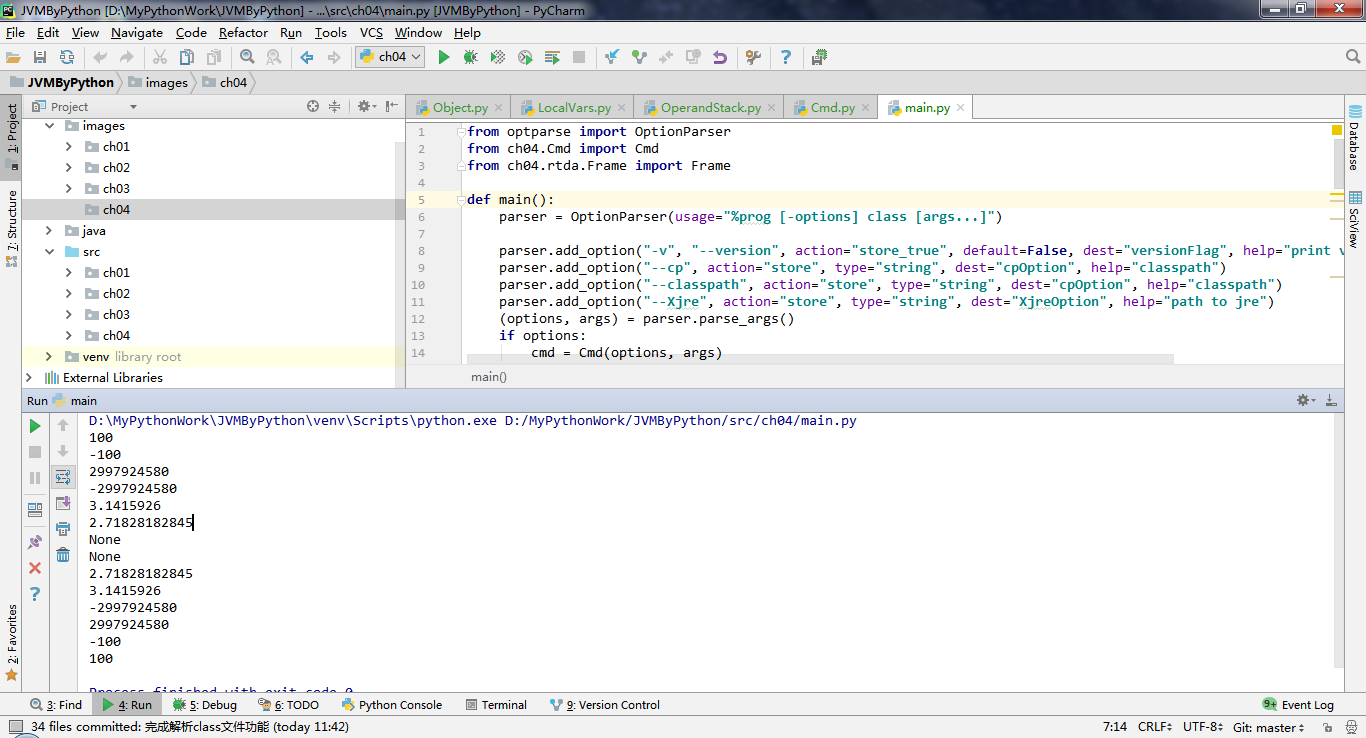 JVMByPython [D:\MyPythonWork\JVMByPython] - ...\src\ch04\main.py [JVMByPython] - PyCharm
File Edit View Navigate Code Refactor Run Tools VCS Window Help
ch04
JVMByPython images ch04
1: Project
7: Structure
2: Favorites
Project
images
ch01
ch02
ch03
ch04
java
src
ch01
ch02
ch03
ch04
venv library root
External Libraries
Object.py LocalVars.py OperandStack.py Cmd.py main.py
1 from optparse import OptionParser
2 from ch04.Cmd import Cmd
3 from ch04.rtda.Frame import Frame
4
5 def main():
6 parser = OptionParser(usage="%prog [-options] class [args...]")
7
8 parser.add_option("-v", "--version", action="store_true", default=False, dest="versionFlag", help="print v
9 parser.add_option("--cp", action="store", type="string", dest="cpOption", help="classpath")
10 parser.add_option("--classpath", action="store", type="string", dest="cpOption", help="classpath")
11 parser.add_option("--Xjre", action="store", type="string", dest="XjreOption", help="path to jre")
12 (options, args) = parser.parse_args()
13 if options:
14 cmd = Cmd(options, args)
main()
Database
SciView
Run main
D:\MyPythonWork\JVMByPython\venv\Scripts\python.exe D:/MyPythonWork/JVMByPython/src/ch04/main.py
100
-100
2997924580
-2997924580
3.1415926
2.71828182845
None
None
2.71828182845
3.1415926
-2997924580
2997924580
-100
100
Process finished with exit code 0
3: Find 4: Run 5: Debug 6: TODO Python Console Terminal 9: Version Control 9+ Event Log
34 files committed: 完成解析class文件功能 (today 11:42) 7:14 CRLF UTF-8 Git: master